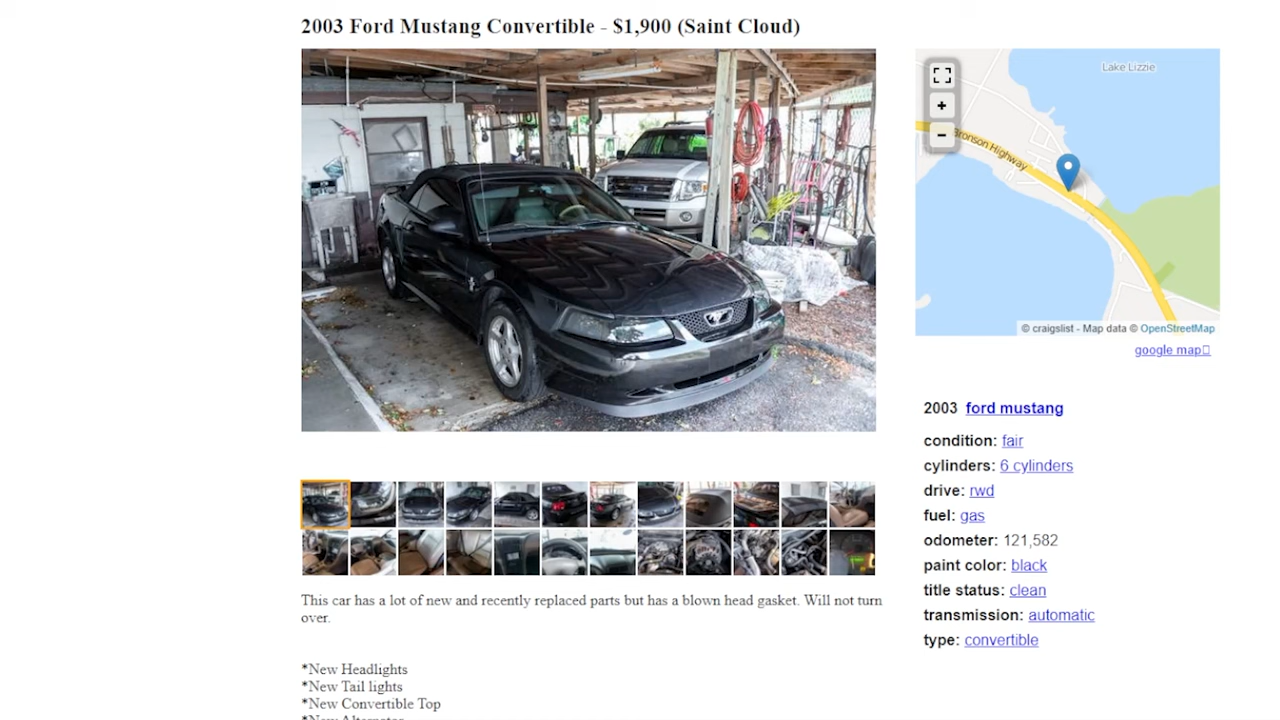 2003 Ford Mustang Convertible - $1,900 (Saint Cloud)
Lake Lizzie
+
Bronson Highway
−
© craigslist - Map data © OpenStreetMap
google map
2003 ford mustang
condition: fair
cylinders: 6 cylinders
drive: rwd
fuel: gas
odometer: 121,582
paint color: black
title status: clean
transmission: automatic
type: convertible
This car has a lot of new and recently replaced parts but has a blown head gasket. Will not turn
over.
*New Headlights
*New Tail lights
*New Convertible Top
*New Alternator